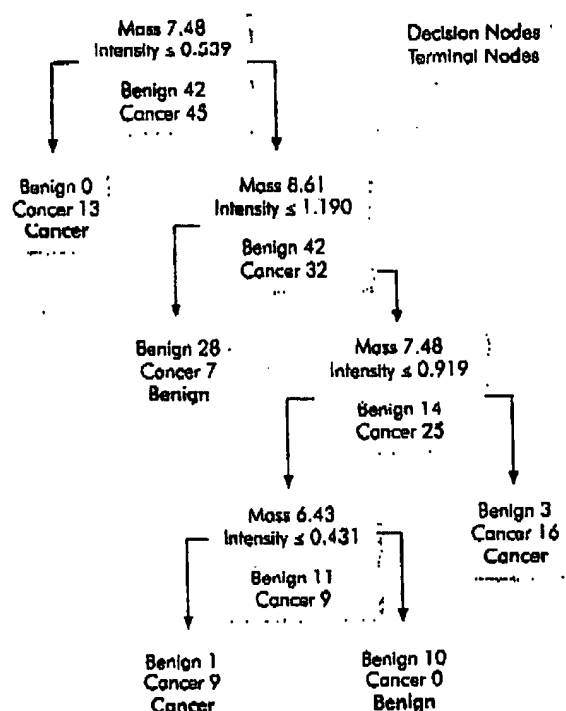 Decision Nodes
Terminal Nodes
Mass 7.48
Intensity ≤ 0.539
Benign 42
Cancer 45
Benign 0
Cancer 13
Cancer
Mass 8.61
Intensity ≤ 1.190
Benign 42
Cancer 32
Benign 28
Cancer 7
Benign
Mass 7.48
Intensity ≤ 0.919
Benign 14
Cancer 25
Mass 6.43
Intensity ≤ 0.431
Benign 11
Cancer 9
Benign 3
Cancer 16
Cancer
Benign 1
Cancer 9
Cancer
Benign 10
Cancer 0
Benign